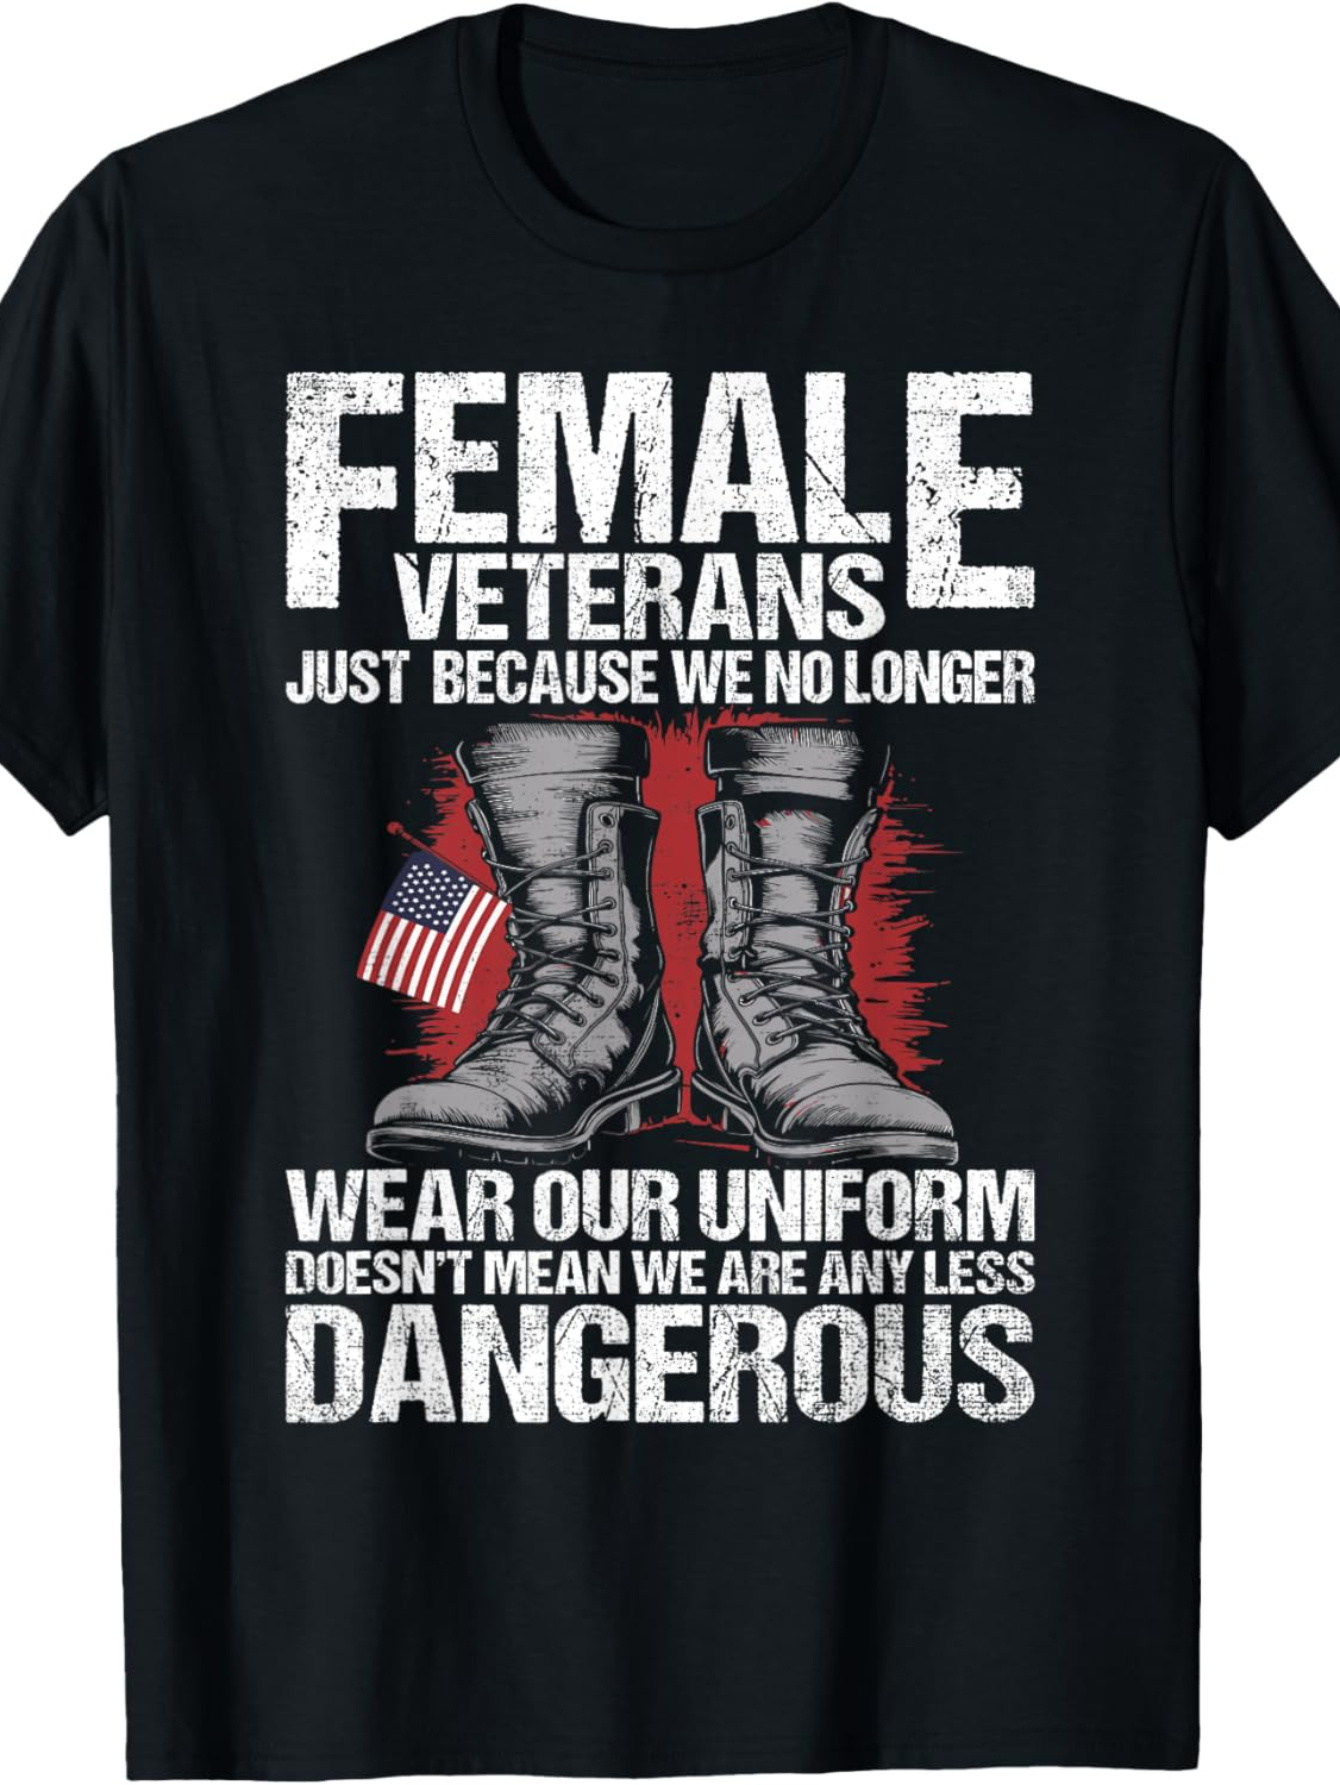 FEMALE
VETERANS
JUST BECAUSE WE NO LONGER
WEAR OUR UNIFORM
DOESN'T MEAN WE ARE ANY LESS
DANGEROUS